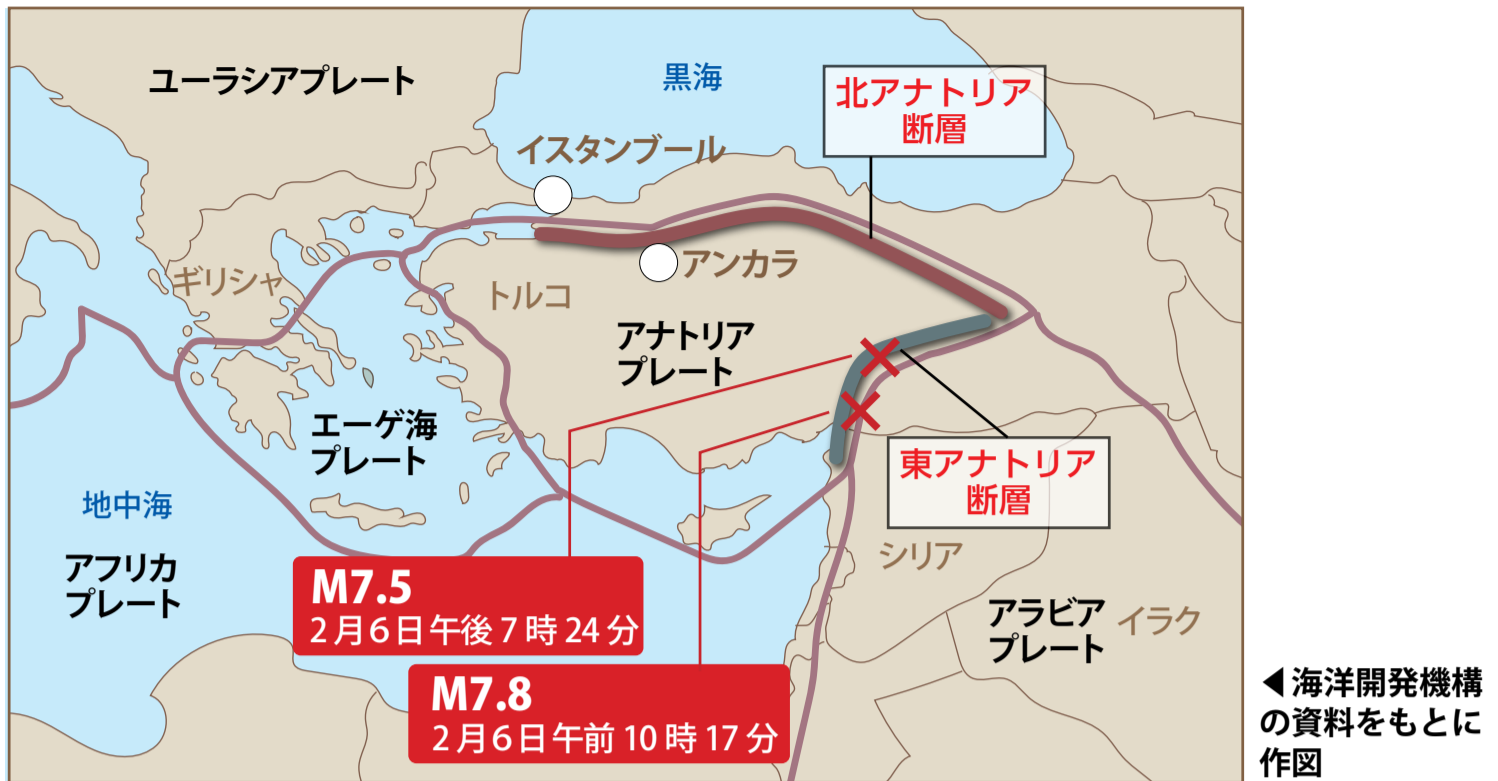 ユーラシアプレート
黒海
北アナトリア
断層
イスタンブール
アンカラ
ギリシャ
トルコ
アナトリア
プレート
エーゲ海
プレート
東アナトリア
断層
地中海
アフリカ
プレート
シリア
アラビア
プレート
イラク
M7.5
2月6日午後7時24分
M7.8
2月6日午前10時17分
◀海洋開発機構
の資料をもとに
作図